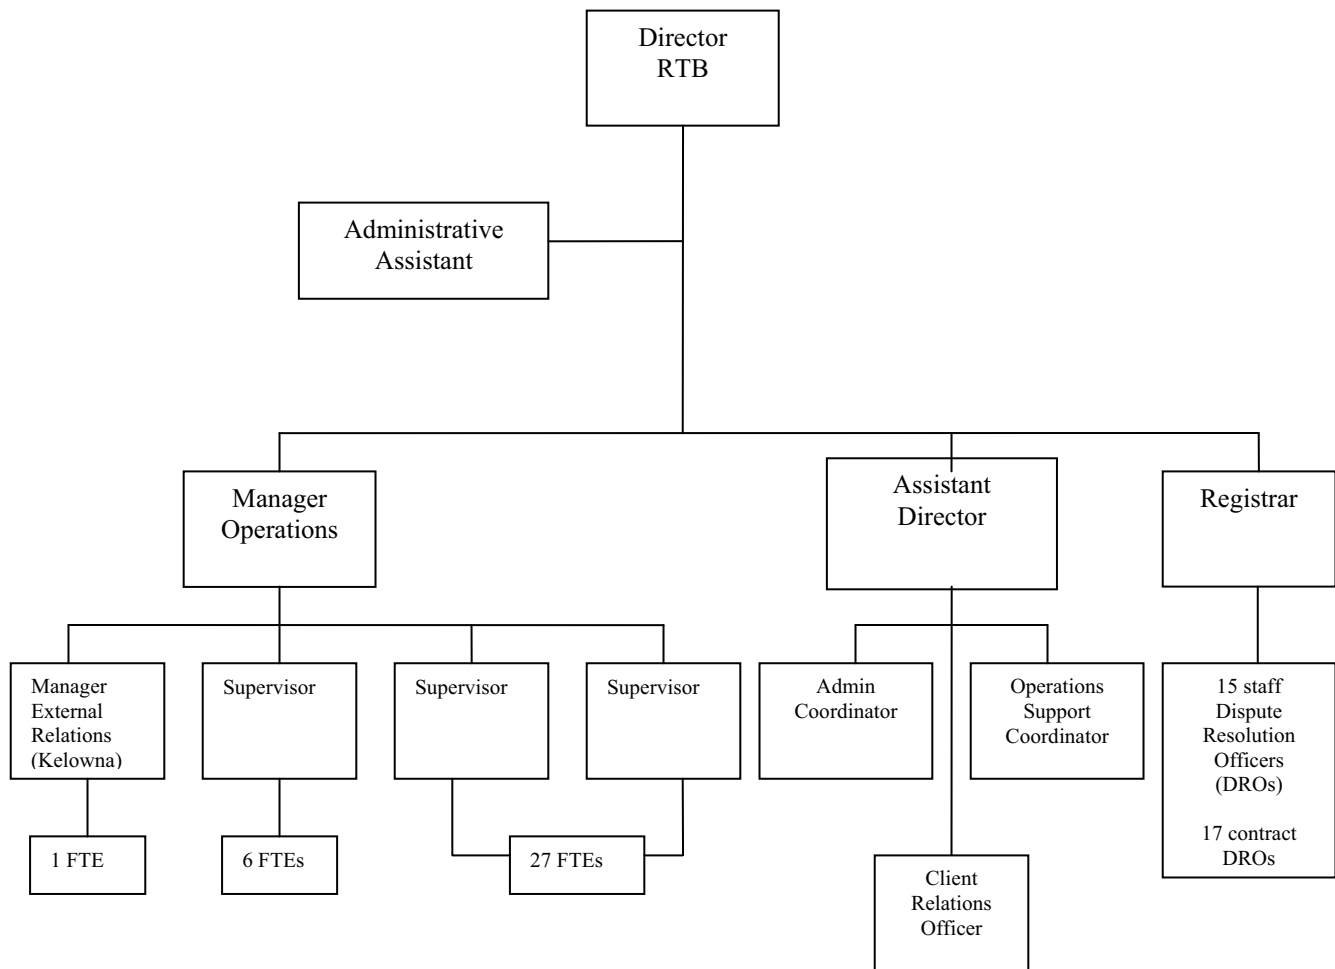 Director
RTB
Administrative
Assistant
Manager
Operations
Assistant
Director
Registrar
Manager
External
Relations
(Kelowna)
Supervisor
Supervisor
Supervisor
Admin
Coordinator
Operations
Support
Coordinator
15 staff
Dispute
Resolution
Officers
(DROs)
17 contract
DROs
1 FTE
6 FTEs
27 FTEs
Client
Relations
Officer